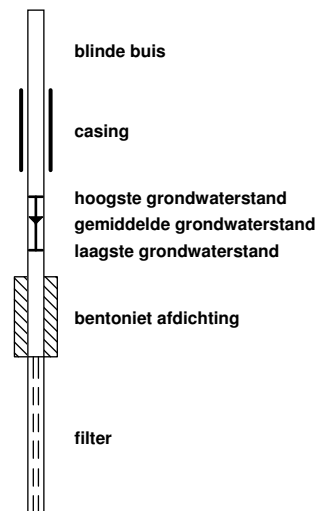 blinde buis
casing
hoogste grondwaterstand
gemiddelde grondwaterstand
laagste grondwaterstand
bentoniet afdichting
filter